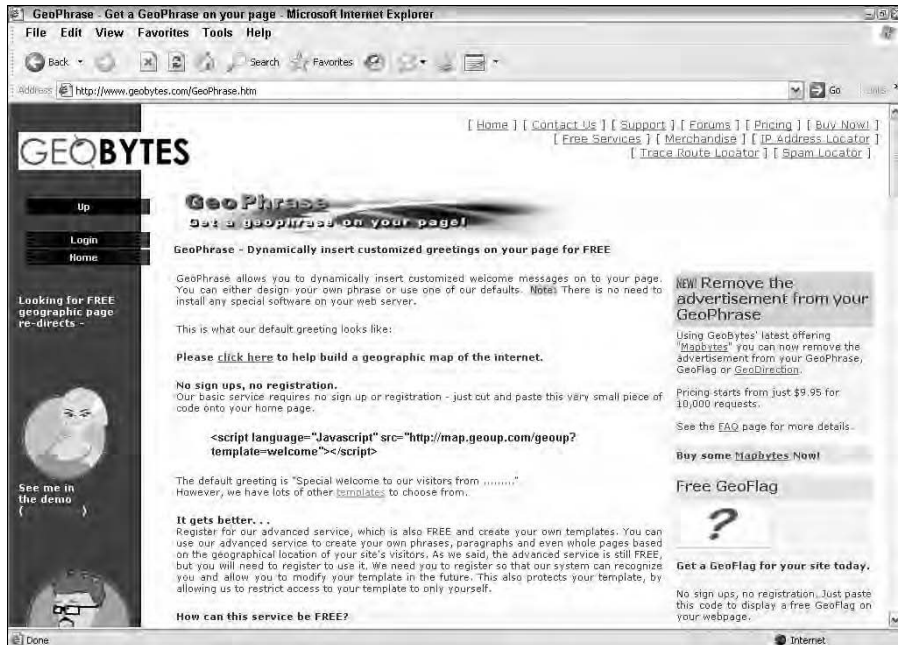 GeoPhrase - Get a GeoPhrase on your page - Microsoft Internet Explorer
File Edit View Favorites Tools Help
Back Search Favorites
Address http://www.geobytes.com/GeoPhrase.htm Go Links
GEOBYTES
[ Home ] [ Contact Us ] [ Support ] [ Forums ] [ Pricing ] [ Buy Now! ]
[ Free Services ] [ Merchandise ] [ IP Address Locator ]
[ Trace Route Locator ] [ Spam Locator ]
Up
Login
Home
Looking for FREE
geographic page
re-directs -
See me in
the demo
( )
GeoPhrase
Get a geophrase on your page!
GeoPhrase - Dynamically insert customized greetings on your page for FREE
GeoPhrase allows you to dynamically insert customized welcome messages on to your page.
You can either design your own phrase or use one of our defaults. Note: There is no need to
install any special software on your web server.
This is what our default greeting looks like:
Please click here to help build a geographic map of the internet.
No sign ups, no registration.
Our basic service requires no sign up or registration - just cut and paste this very small piece of
code onto your home page.
<script language="Javascript" src="http://map.geoup.com/geoup?
template=welcome"></script>
The default greeting is "Special welcome to our visitors from ........."
However, we have lots of other templates to choose from.
It gets better. . .
Register for our advanced service, which is also FREE and create your own templates. You can
use our advanced service to create your own phrases, paragraphs and even whole pages based
on the geographical location of your site's visitors. As we said, the advanced service is still FREE,
but you will need to register to use it. We need you to register so that our system can recognize
you and allow you to modify your template in the future. This also protects your template, by
allowing us to restrict access to your template to only yourself.
How can this service be FREE?
NEW! Remove the
advertisement from your
GeoPhrase
Using GeoBytes' latest offering
"Mapbytes" you can now remove the
advertisement from your GeoPhrase,
GeoFlag or GeoDirection.
Pricing starts from just $9.95 for
10,000 requests.
See the FAQ page for more details.
Buy some Mapbytes Now!
Free GeoFlag
?
Get a GeoFlag for your site today.
No sign ups, no registration. Just paste
this code to display a free GeoFlag on
your webpage.
Done Internet